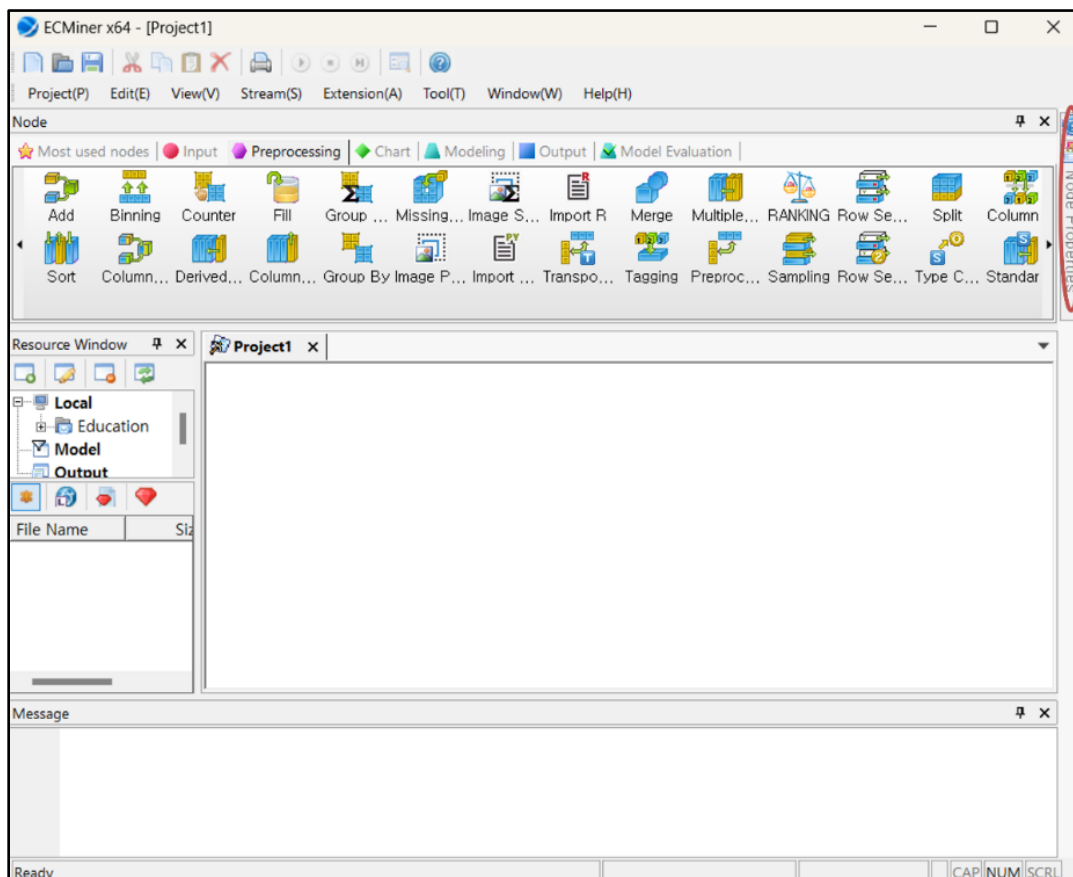 ECMiner x64 - [Project1]
Project(P) Edit(E) View(V) Stream(S) Extension(A) Tool(T) Window(W) Help(H)
Node
Most used nodes Input Preprocessing Chart Modeling Output Model Evaluation
Add Binning Counter Fill Group ... Missing... Image S... Import R Merge Multiple... RANKING Row Se... Split Column
Sort Column... Derived... Column... Group By Image P... Import ... Transpo... Tagging Preproc... Sampling Row Se... Type C... Standar
Node Properties
Resource Window
Project1
Local
Education
Model
Output
File Name Siz
Message
Ready CAP NUM SCRL